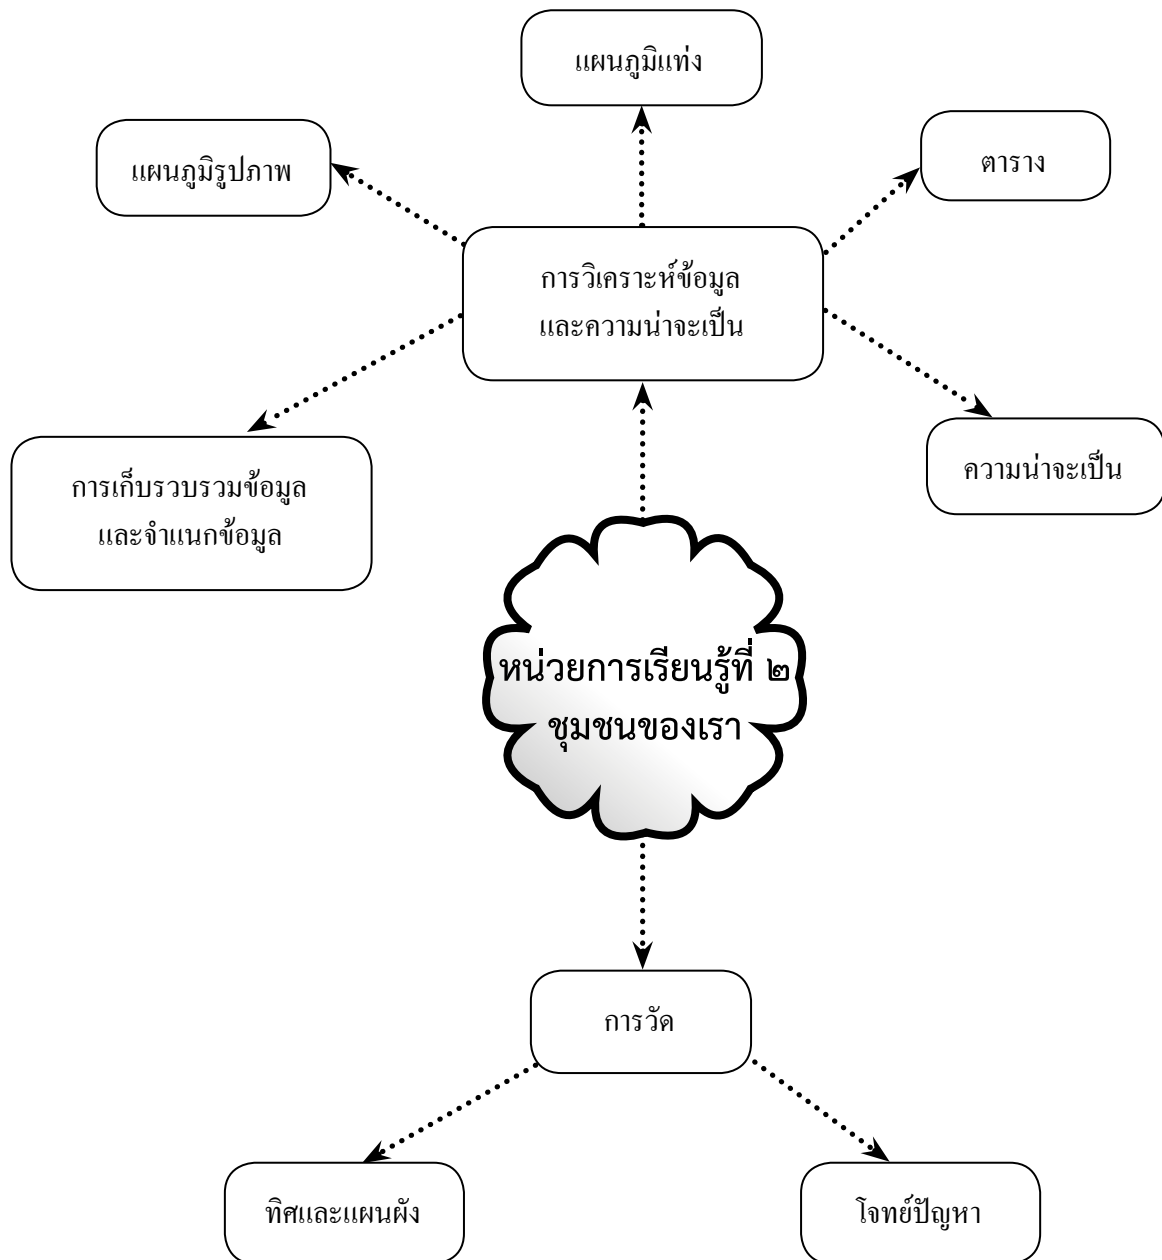 แผนภูมิแท่ง
แผนภูมิรูปภาพ
ตาราง
การวิเคราะห์ข้อมูล
และความน่าจะเป็น
การเก็บรวบรวมข้อมูล
และจำแนกข้อมูล
ความน่าจะเป็น
หน่วยการเรียนรู้ที่ ๒
ชุมชนของเรา
การวัด
ทิศและแผนผัง
โจทย์ปัญหา